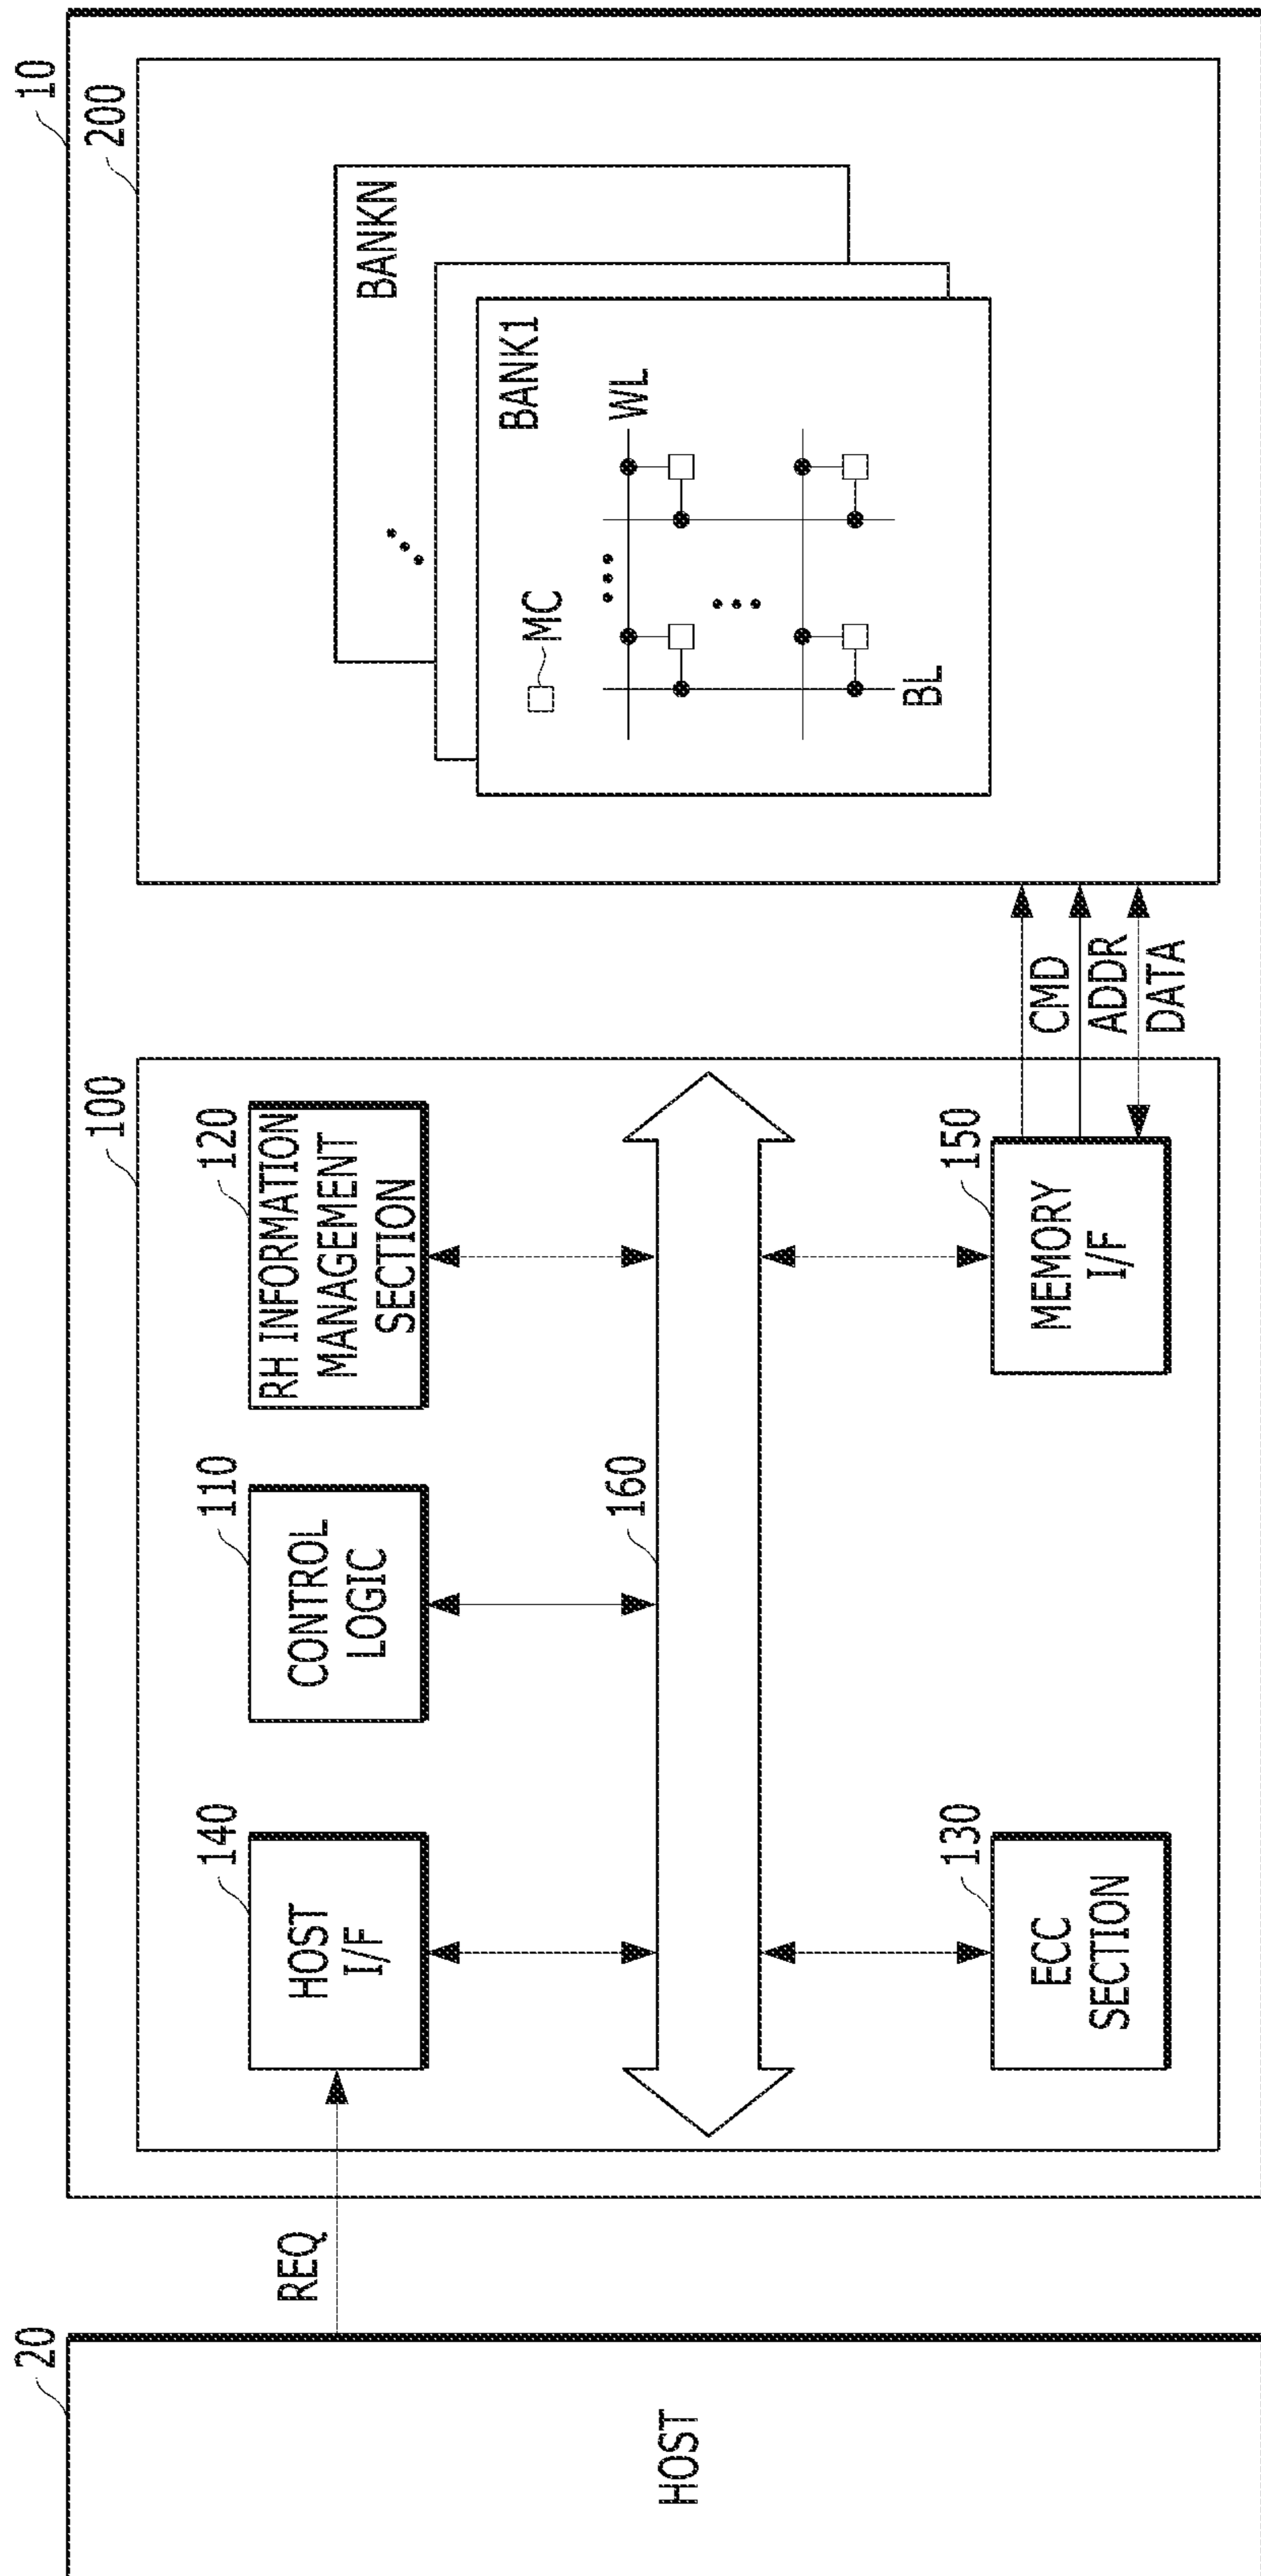 20
HOST
REQ
10
100
140
HOST
I/F
110
CONTROL
LOGIC
120
RH INFORMATION
MANAGEMENT
SECTION
160
130
ECC
SECTION
150
MEMORY
I/F
CMD
ADDR
DATA
200
BANKN
BANK1
MC
WL
BL